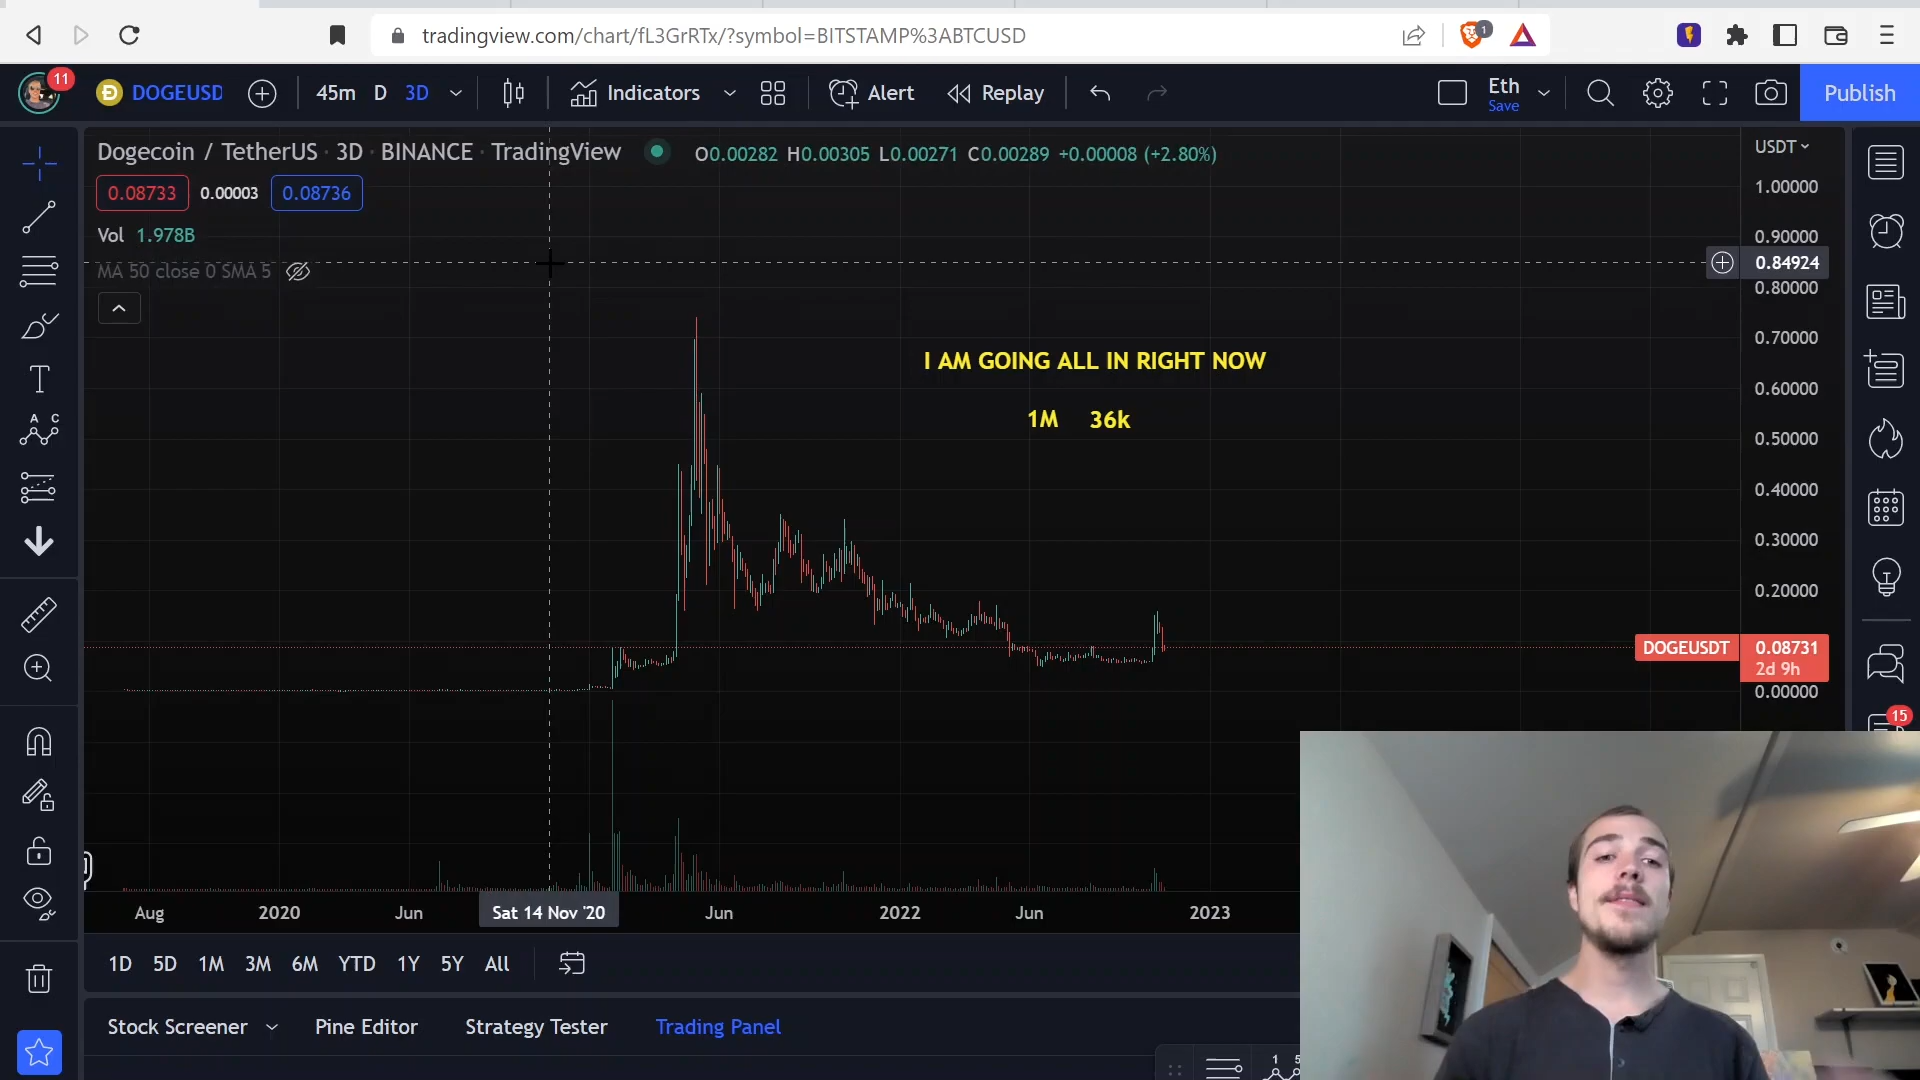 tradingview.com/chart/fL3GrRTx/?symbol=BITSTAMP%3ABTCUSD
1
11
DOGEUSD
45m D 3D
Indicators
Alert
Replay
Eth
Save
Publish
Dogecoin / TetherUS · 3D · BINANCE · TradingView
O0.00282 H0.00305 L0.00271 C0.00289 +0.00008 (+2.80%)
USDT
0.08733 0.00003 0.08736
Vol 1.978B
MA 50 close 0 SMA 5
1.00000
0.90000
0.84924
0.80000
0.70000
0.60000
0.50000
0.40000
0.30000
0.20000
DOGEUSDT 0.08731
2d 9h
0.00000
I AM GOING ALL IN RIGHT NOW
1M 36k
T
A C
15
Aug 2020 Jun Sat 14 Nov '20 Jun 2022 Jun 2023
1D 5D 1M 3M 6M YTD 1Y 5Y All
Stock Screener Pine Editor Strategy Tester Trading Panel
1 5